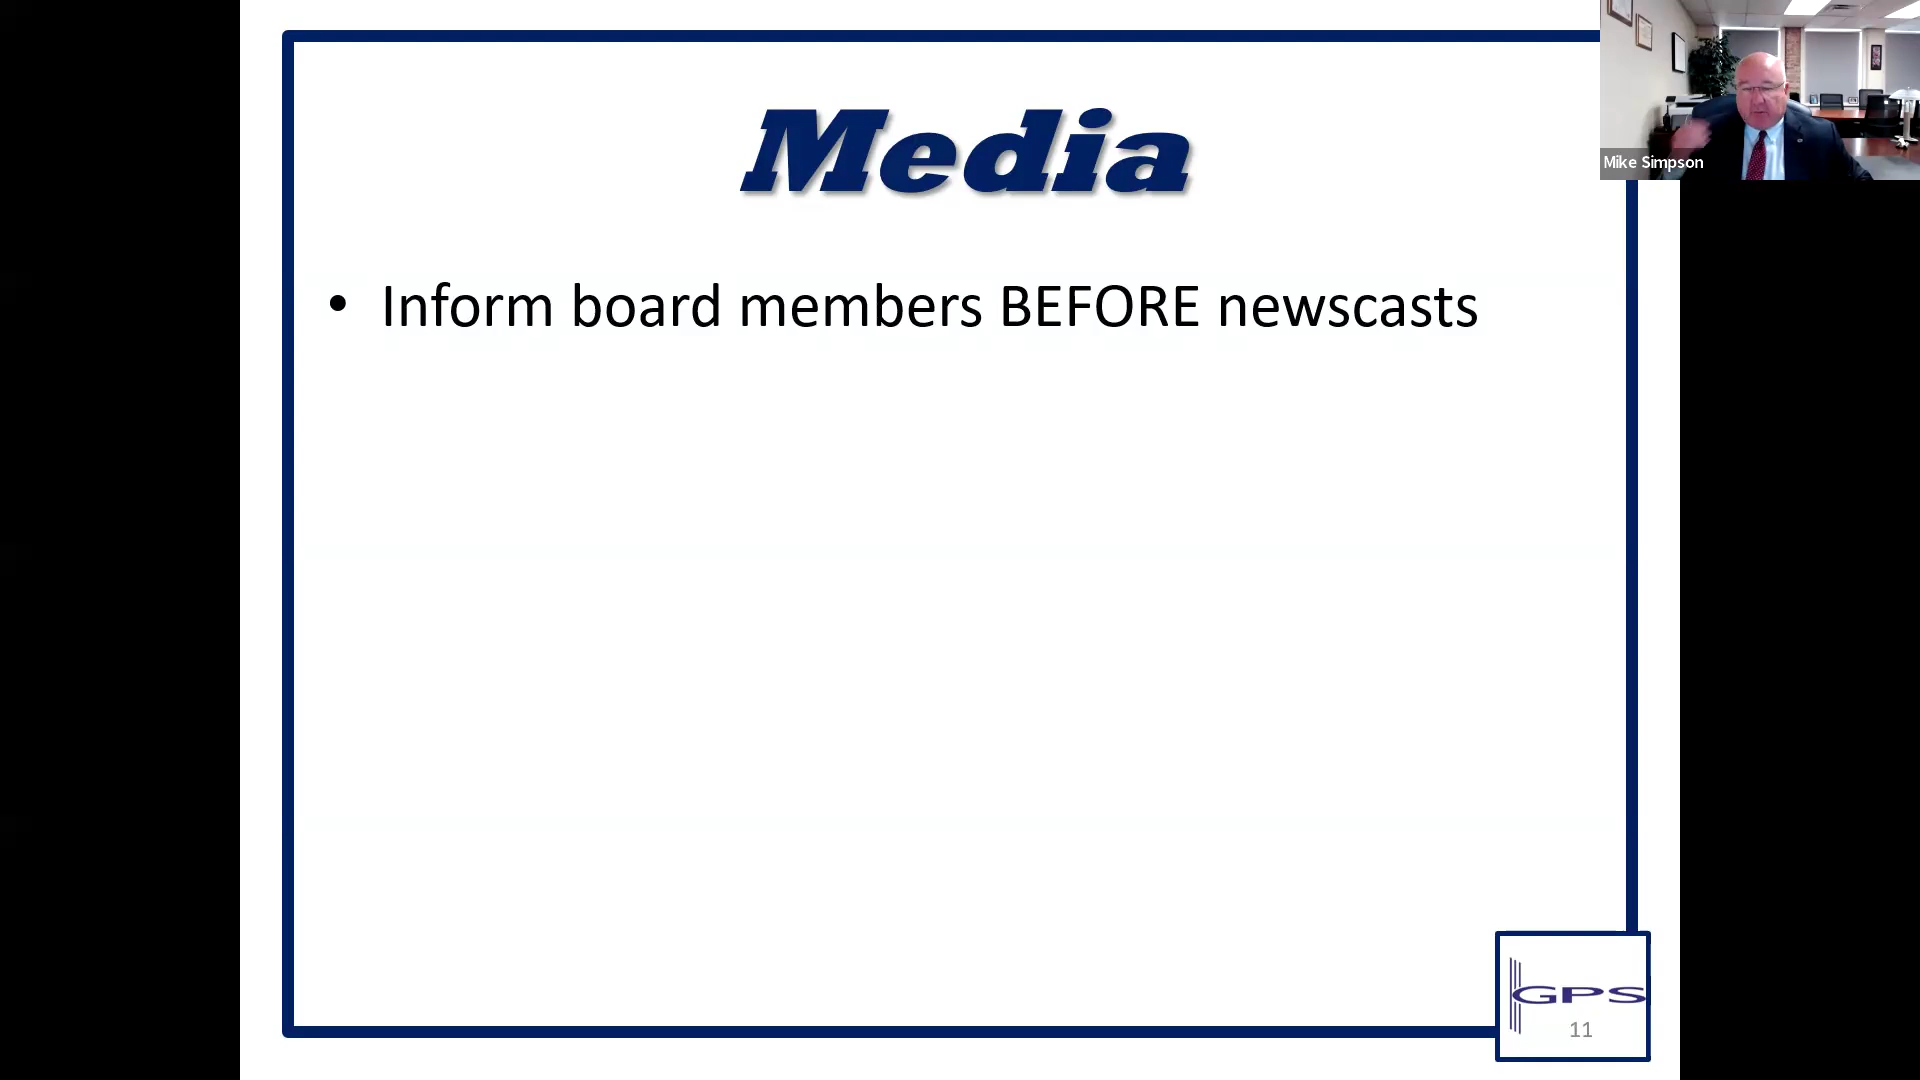 Media
Mike Simpson
• Inform board members BEFORE newscasts
GPS
11